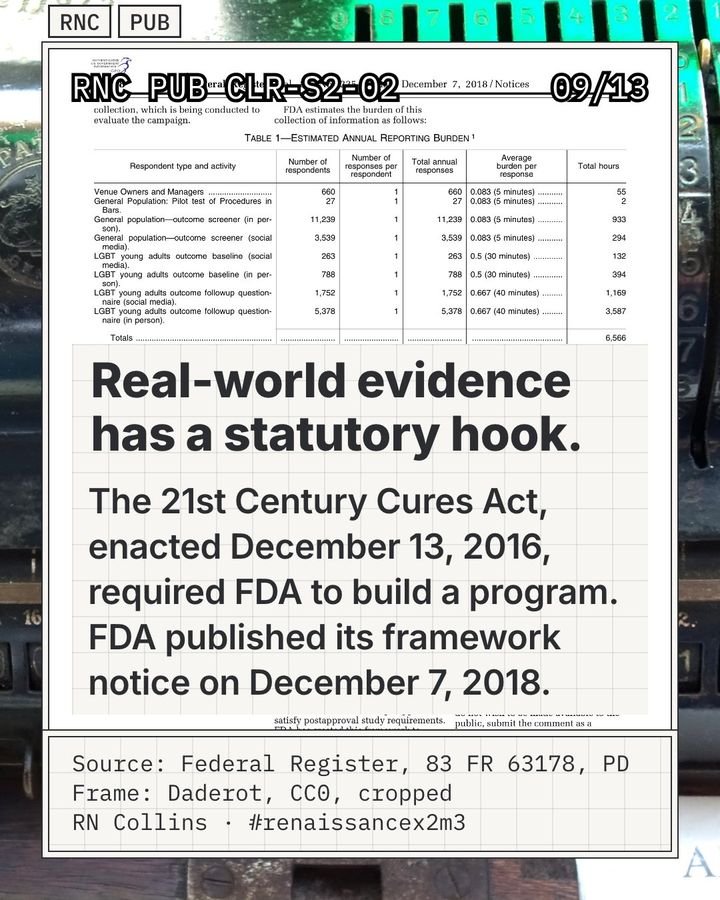 RNC PUB
RNC PUB CLR-S2-02 09/13
December 7, 2018 / Notices
collection, which is being conducted to
evaluate the campaign.
FDA estimates the burden of this
collection of information as follows:
TABLE 1—ESTIMATED ANNUAL REPORTING BURDEN 1
Respondent type and activity | Number of respondents | Number of responses per respondent | Total annual responses | Average burden per response | Total hours
Venue Owners and Managers | 660 | 1 | 660 | 0.083 (5 minutes) | 55
General Population: Pilot test of Procedures in Bars. | 27 | 1 | 27 | 0.083 (5 minutes) | 2
General population—outcome screener (in person). | 11,239 | 1 | 11,239 | 0.083 (5 minutes) | 933
General population—outcome screener (social media). | 3,539 | 1 | 3,539 | 0.083 (5 minutes) | 294
LGBT young adults outcome baseline (social media). | 263 | 1 | 263 | 0.5 (30 minutes) | 132
LGBT young adults outcome baseline (in person). | 788 | 1 | 788 | 0.5 (30 minutes) | 394
LGBT young adults outcome followup questionnaire (social media). | 1,752 | 1 | 1,752 | 0.667 (40 minutes) | 1,169
LGBT young adults outcome followup questionnaire (in person). | 5,378 | 1 | 5,378 | 0.667 (40 minutes) | 3,587
Totals | 6,566
Real-world evidence
has a statutory hook.
The 21st Century Cures Act,
enacted December 13, 2016,
required FDA to build a program.
FDA published its framework
notice on December 7, 2018.
satisfy postapproval study requirements.
public, submit the comment as a
Source: Federal Register, 83 FR 63178, PD
Frame: Daderot, CC0, cropped
RN Collins · #renaissancex2m3